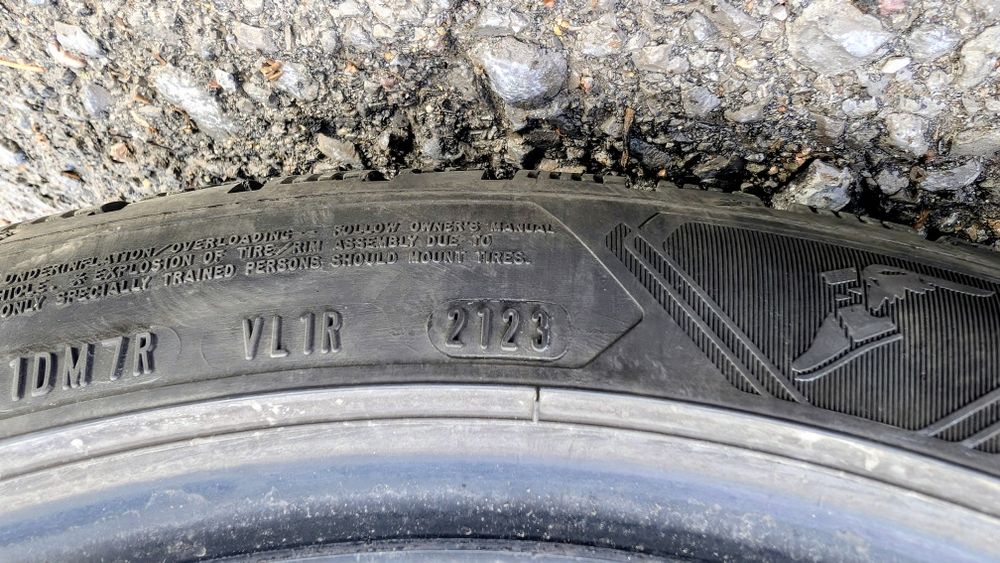 UNDERINFLATION/OVERLOADING - FOLLOW OWNER'S MANUAL
EXPLOSION OF TIRE/RIM ASSEMBLY DUE TO
ONLY SPECIALLY TRAINED PERSONS SHOULD MOUNT TIRES.
1DM7R VL1R 2123